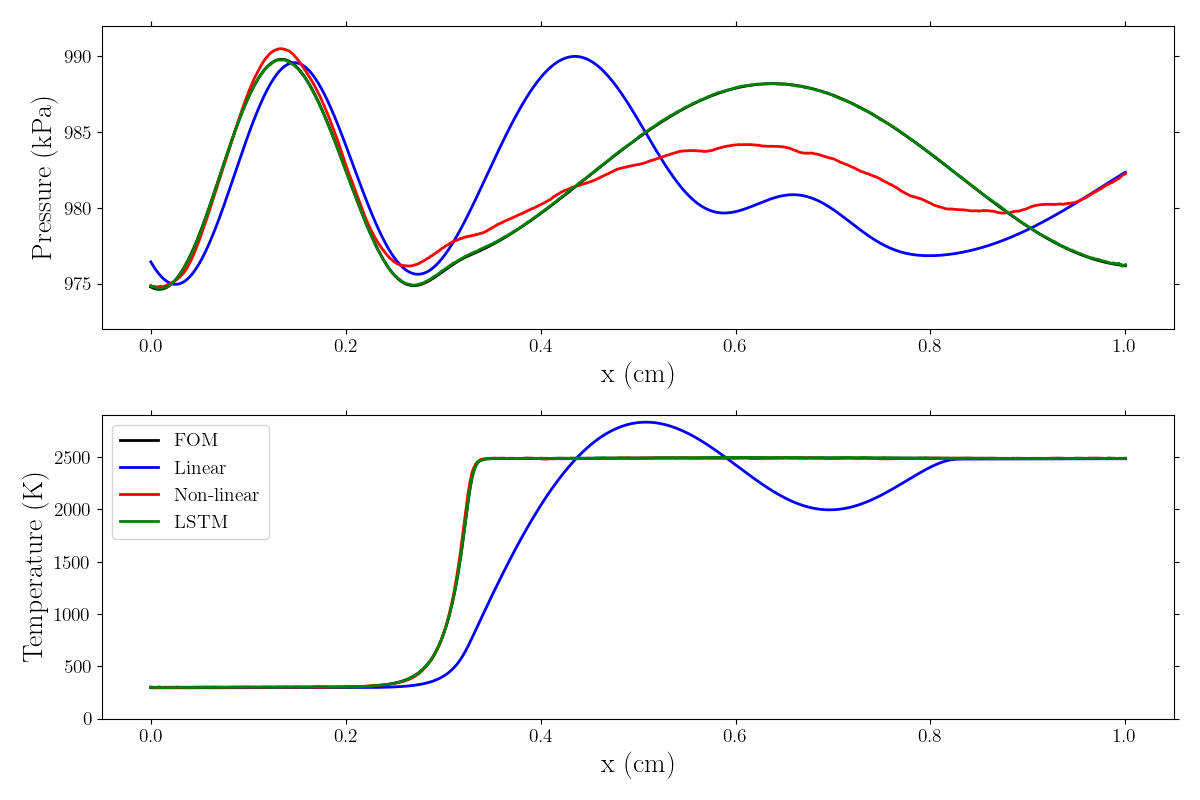 990
985
980
975
Pressure (kPa)
0.0 0.2 0.4 0.6 0.8 1.0
x (cm)
FOM
Linear
Non-linear
LSTM
2500
2000
1500
1000
500
0
Temperature (K)
0.0 0.2 0.4 0.6 0.8 1.0
x (cm)